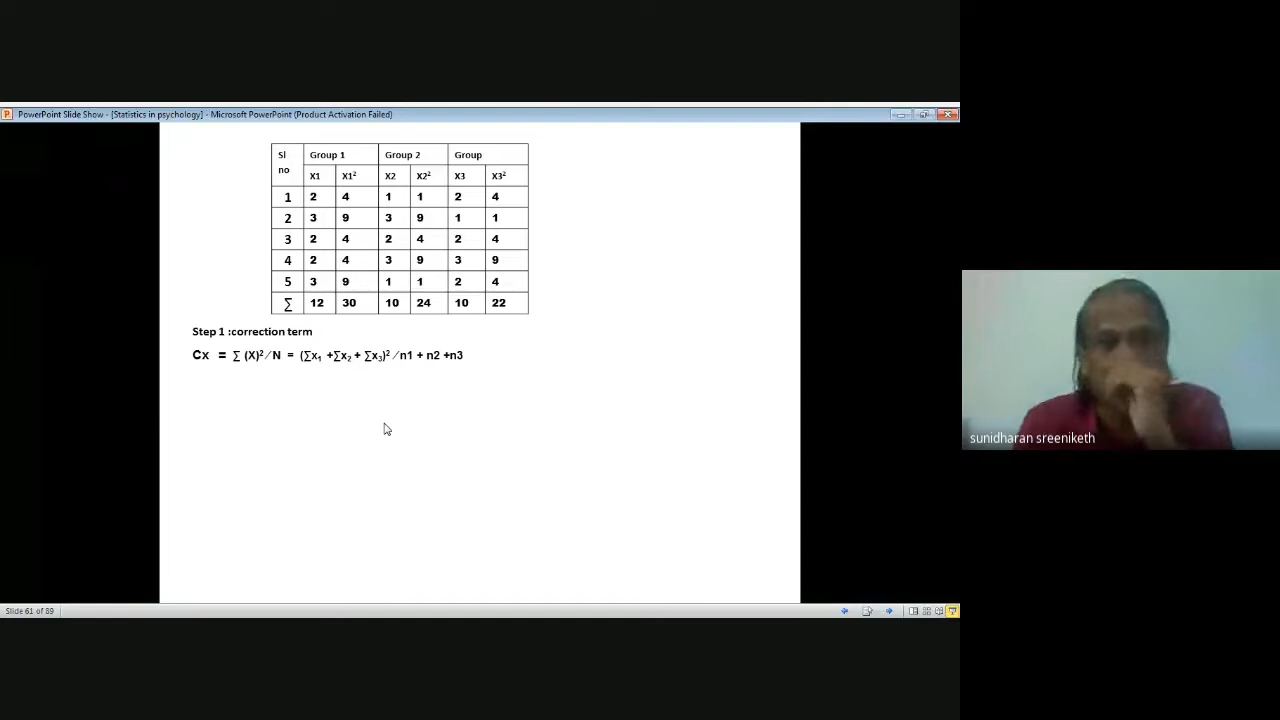 PowerPoint Slide Show - [Statistics in psychology] - Microsoft PowerPoint (Product Activation Failed)
Sl no Group 1 Group 2 Group
X1 X1² X2 X2² X3 X3²
1 2 4 1 1 2 4
2 3 9 3 9 1 1
3 2 4 2 4 2 4
4 2 4 3 9 3 9
5 3 9 1 1 2 4
∑ 12 30 10 24 10 22
Step 1 :correction term
Cx = ∑ (X)² ∕ N = (∑x₁ +∑x₂ + ∑x₃)² ∕ n1 + n2 +n3
sunidharan sreeniketh
Slide 61 of 89